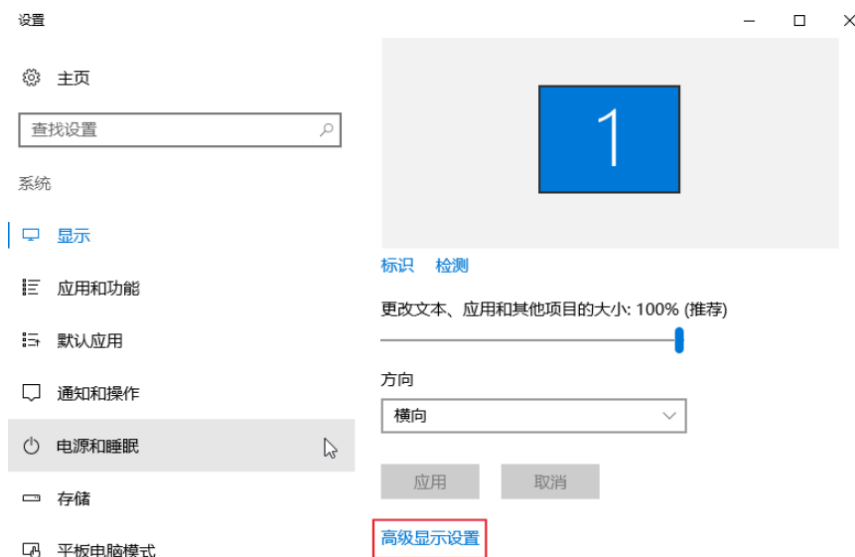 设置
主页
查找设置
系统
显示
应用和功能
默认应用
通知和操作
电源和睡眠
存储
平板电脑模式
1
标识 检测
更改文本、应用和其他项目的大小: 100% (推荐)
方向
横向
应用 取消
高级显示设置